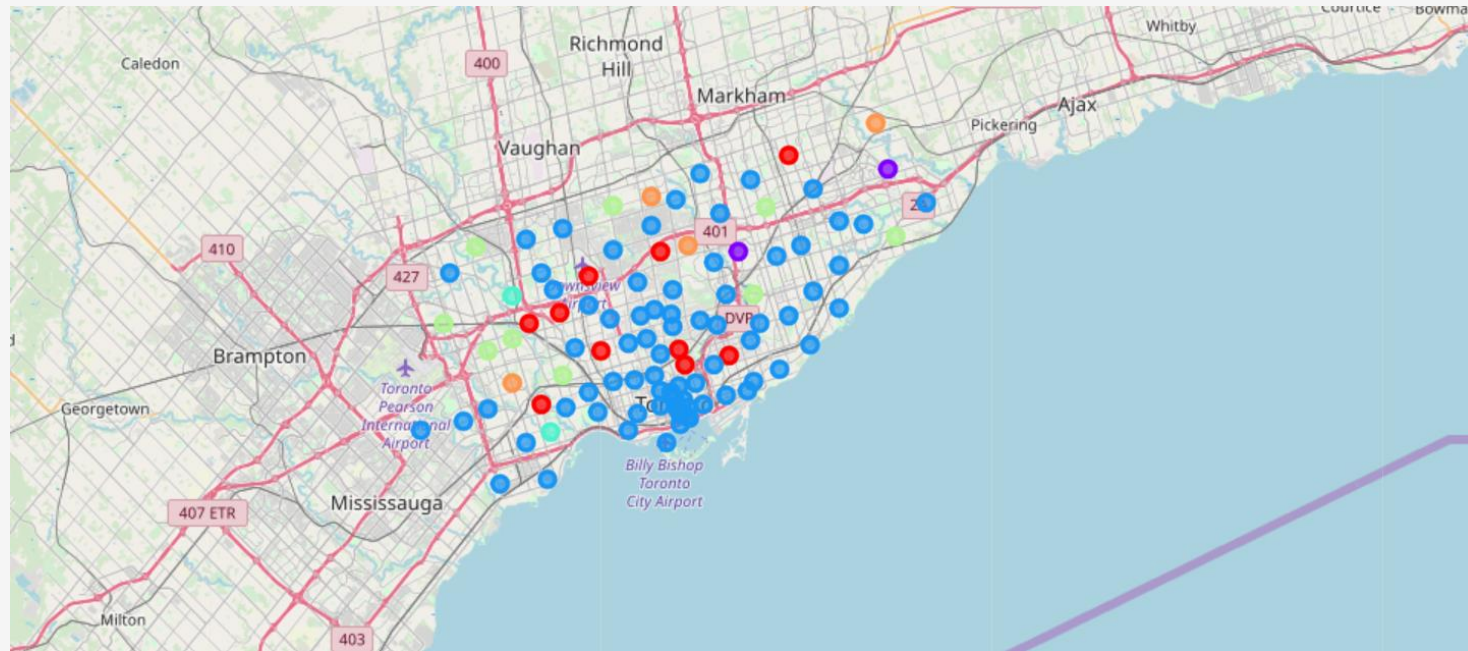 Courtice
Whitby
Richmond
Hill
400
Caledon
Markham
Ajax
Pickering
Vaughan
401
410
427
DVP
Brampton
Toronto
Pearson
International
Airport
Georgetown
Billy Bishop
Toronto
City Airport
Mississauga
407 ETR
Milton
403